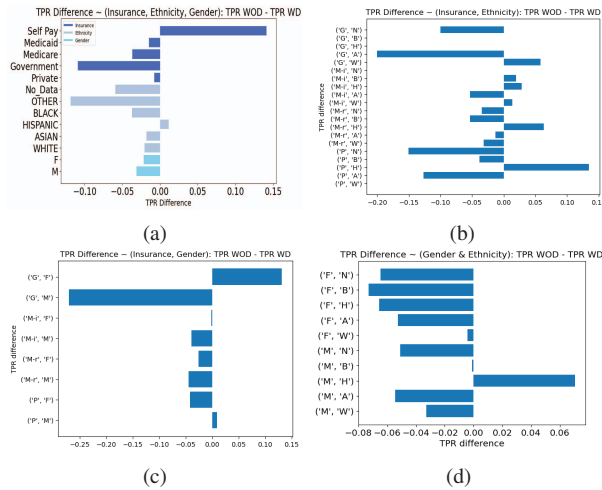 TPR Difference ~ (Insurance, Ethnicity, Gender): TPR WOD - TPR WD
Insurance
Ethnicity
Gender
Self Pay
Medicaid
Medicare
Government
Private
No_Data
OTHER
BLACK
HISPANIC
ASIAN
WHITE
F
M
−0.10 −0.05 0.00 0.05 0.10 0.15
TPR Difference
(a)
TPR Difference ~ (Insurance, Ethnicity): TPR WOD - TPR WD
TPR difference
('G', 'N')
('G', 'B')
('G', 'H')
('G', 'A')
('G', 'W')
('M-i', 'N')
('M-i', 'B')
('M-i', 'H')
('M-i', 'A')
('M-i', 'W')
('M-r', 'N')
('M-r', 'B')
('M-r', 'H')
('M-r', 'A')
('M-r', 'W')
('P', 'N')
('P', 'B')
('P', 'H')
('P', 'A')
('P', 'W')
−0.20 −0.15 −0.10 −0.05 0.00 0.05 0.10 0.15
(b)
TPR Difference ~ (Insurance, Gender): TPR WOD - TPR WD
TPR difference
('G', 'F')
('G', 'M')
('M-i', 'F')
('M-i', 'M')
('M-r', 'F')
('M-r', 'M')
('P', 'F')
('P', 'M')
−0.25 −0.20 −0.15 −0.10 −0.05 0.00 0.05 0.10 0.15
(c)
TPR Difference ~ (Gender & Ethnicity): TPR WOD - TPR WD
('F', 'N')
('F', 'B')
('F', 'H')
('F', 'A')
('F', 'W')
('M', 'N')
('M', 'B')
('M', 'H')
('M', 'A')
('M', 'W')
−0.08 −0.06 −0.04 −0.02 0.00 0.02 0.04 0.06
TPR difference
(d)